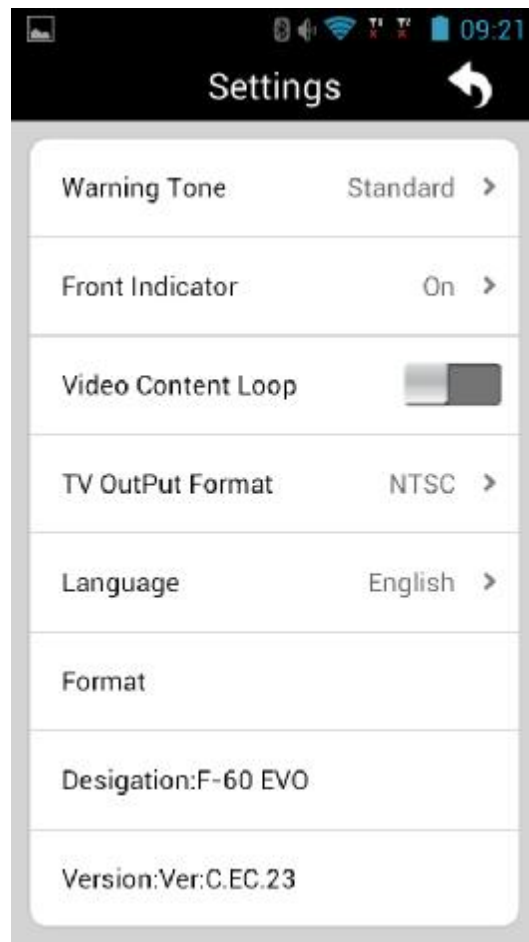 09:21
Settings
Warning Tone Standard >
Front Indicator On >
Video Content Loop
TV OutPut Format NTSC >
Language English >
Format
Desigation:F-60 EVO
Version:Ver:C.EC.23